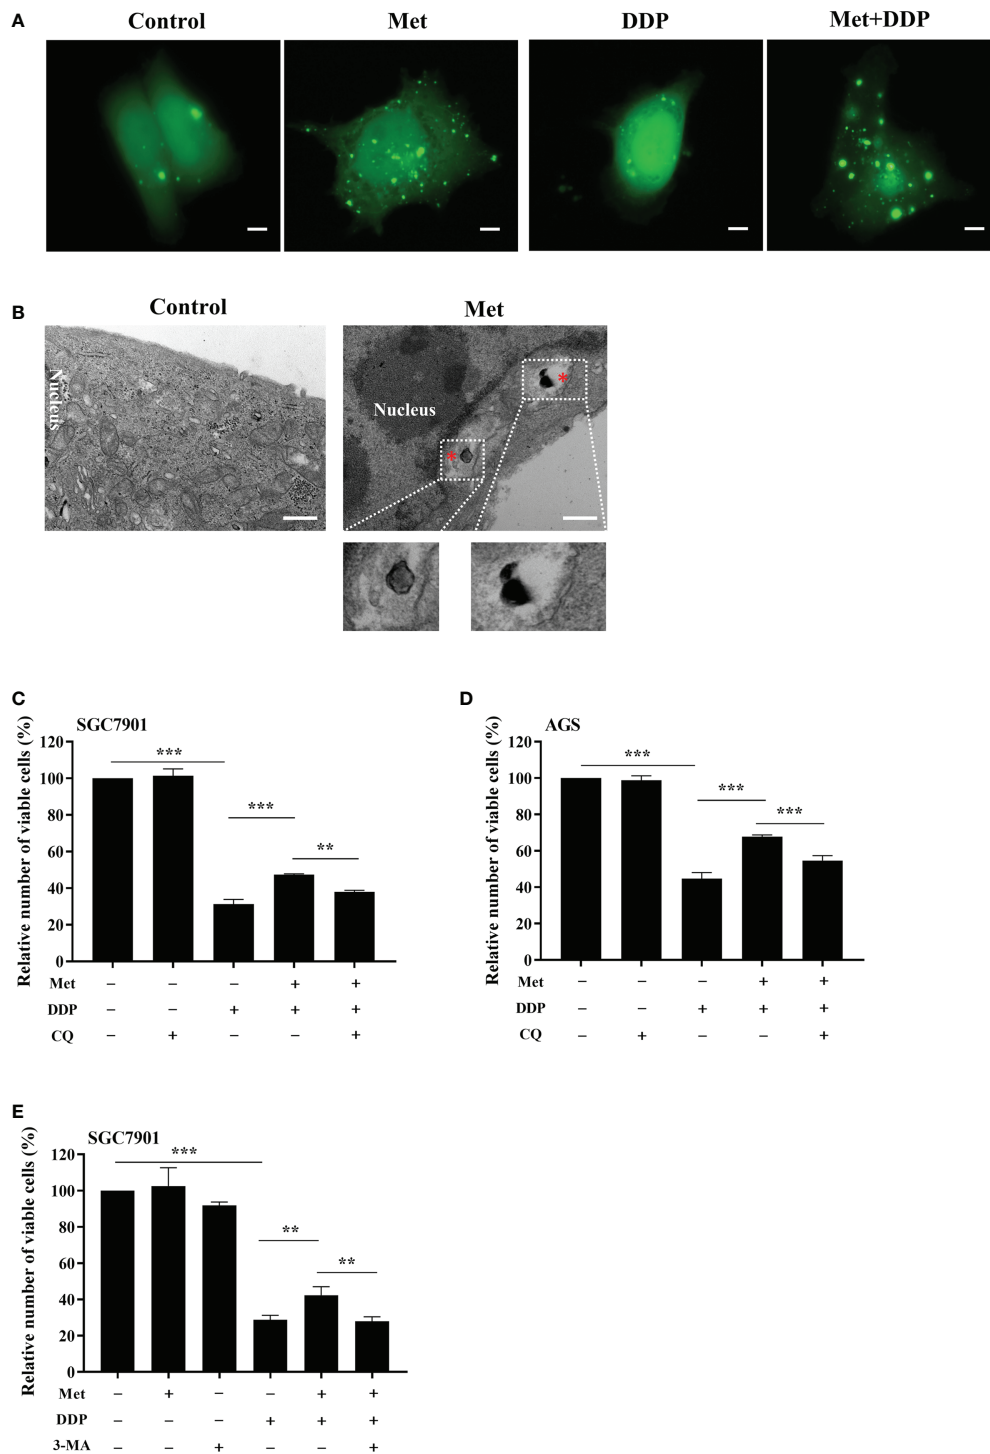 A
Control Met DDP Met+DDP
B
Control Met
Nucleus
Nucleus
*
*
C
SGC7901
Relative number of viable cells (%)
120
100
80
60
40
20
0
***
***
**
Met – – – + +
DDP – – + + +
CQ – + – – +
D
AGS
Relative number of viable cells (%)
120
100
80
60
40
20
0
***
***
***
Met – – – + +
DDP – – + + +
CQ – + – – +
E
SGC7901
Relative number of viable cells (%)
120
100
80
60
40
20
0
***
**
**
Met – + – – + +
DDP – – – + + +
3-MA – – + – – +